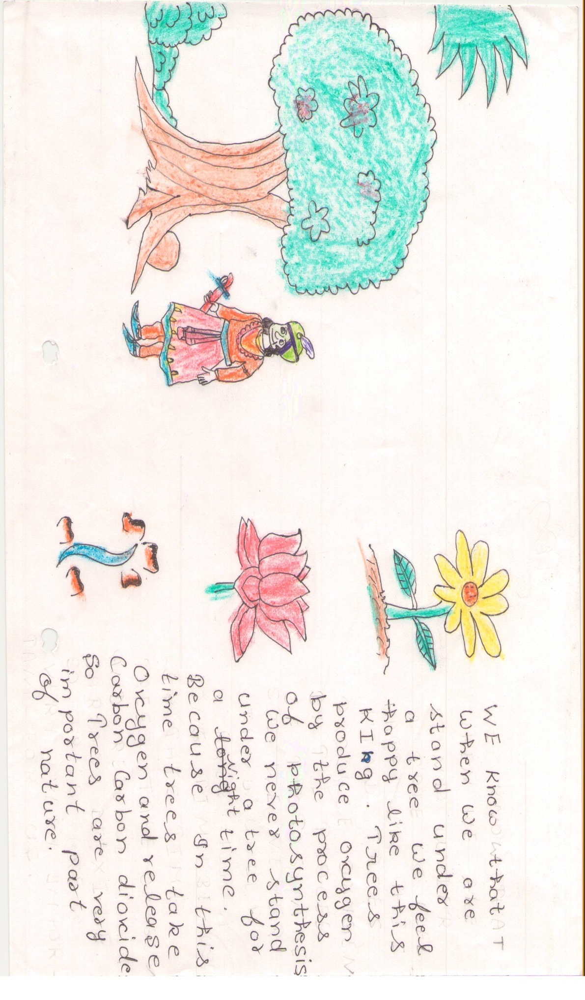 WE Know that
when we are
stand under
a tree we feel
happy like this
KIng. Trees
produce oxygen
by the process
of photosynthesis
we never stand
under a tree for
a night time.
Because In this
time trees take
Oxygen and release
Carbon Carbon dioxide
So Trees are very
important part
of nature.